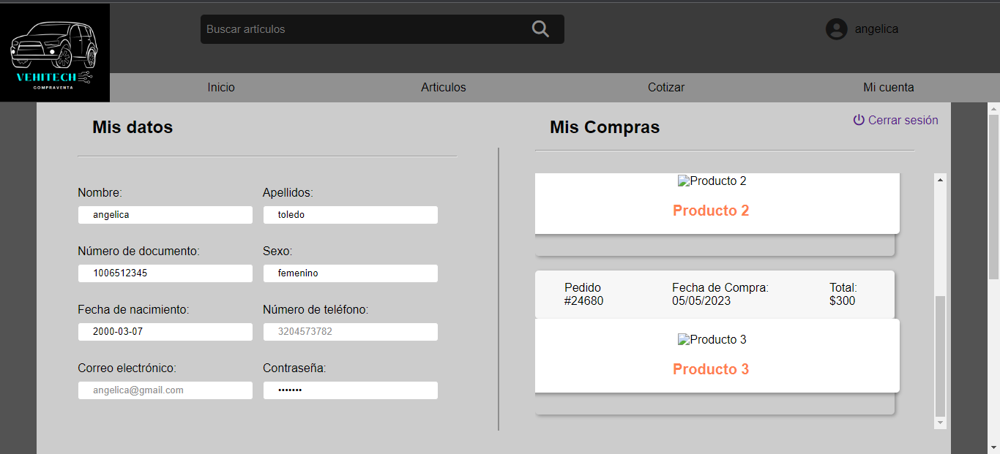 VEHITECH
COMPRAVENTA
Buscar artículos
angelica
Inicio
Articulos
Cotizar
Mi cuenta
Mis datos
Nombre:
Apellidos:
angelica
toledo
Número de documento:
Sexo:
1006512345
femenino
Fecha de nacimiento:
Número de teléfono:
2000-03-07
3204573782
Correo electrónico:
Contraseña:
angelica@gmail.com
•••••••
Mis Compras
Cerrar sesión
Producto 2
Producto 2
Pedido
#24680
Fecha de Compra:
05/05/2023
Total:
$300
Producto 3
Producto 3